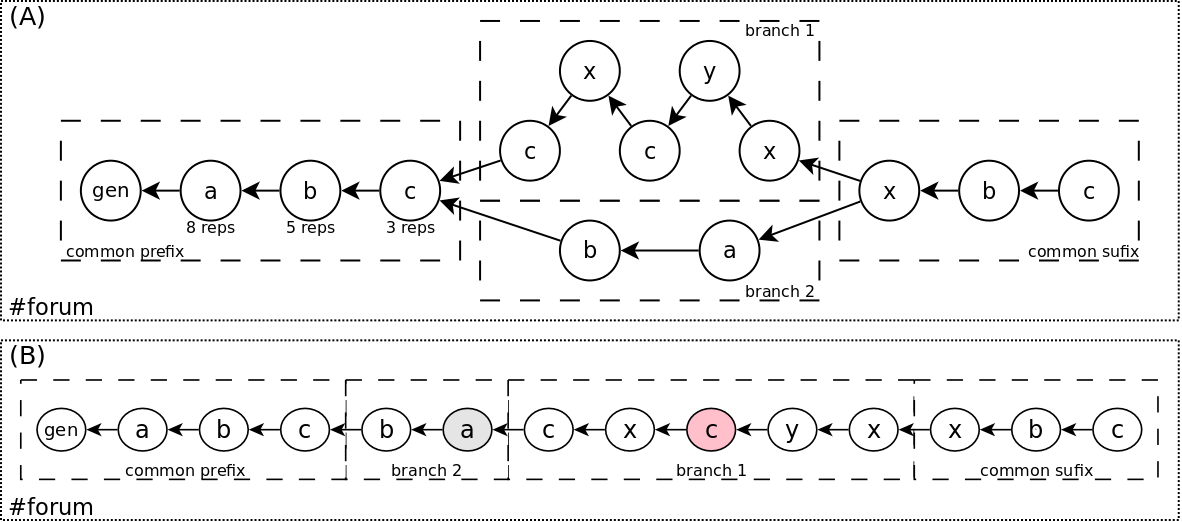 (A)
branch 1
x y
c c x
gen a b c x b c
8 reps 5 reps 3 reps
common prefix
b a
common sufix
branch 2
#forum
(B)
gen a b c b a c x c y x x b c
common prefix branch 2 branch 1 common sufix
#forum